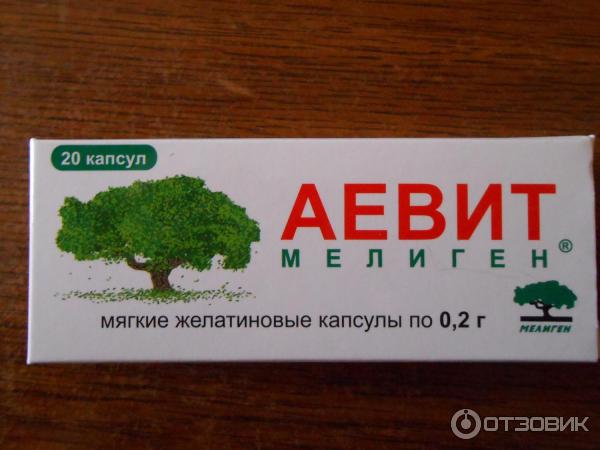 20 капсул
АЕВИТ
МЕЛИГЕН®
мягкие желатиновые капсулы по 0,2 г
МЕЛИГЕН
ОТЗОВИК